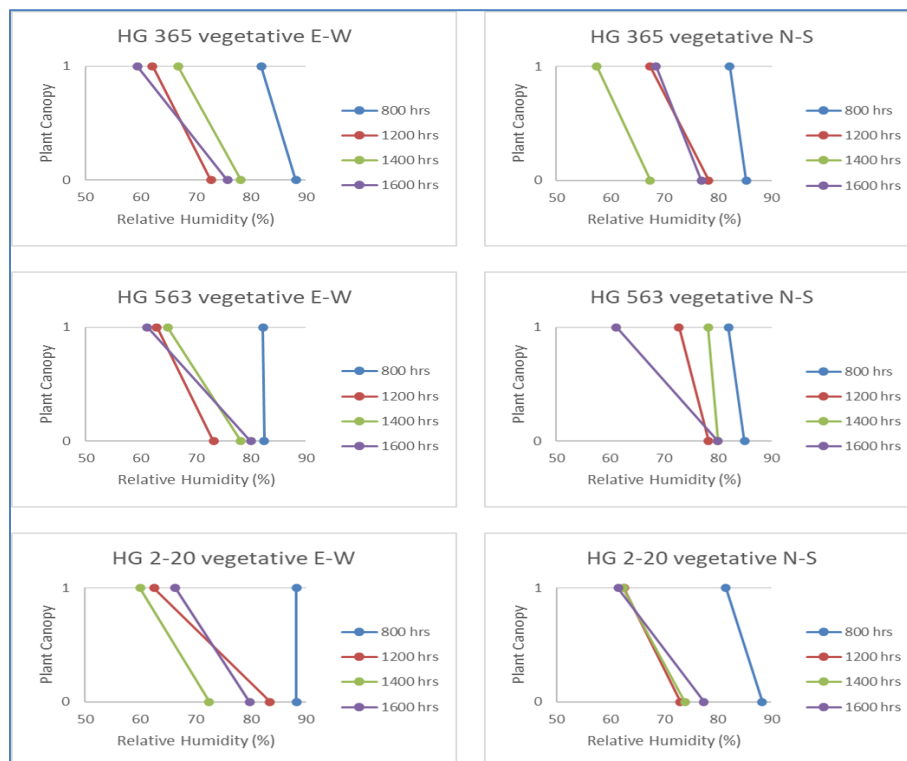 HG 365 vegetative E-W
1
0
Plant Canopy
50 60 70 80 90
Relative Humidity (%)
800 hrs
1200 hrs
1400 hrs
1600 hrs
HG 365 vegetative N-S
1
0
Plant Canopy
50 60 70 80 90
Relative Humidity (%)
800 hrs
1200 hrs
1400 hrs
1600 hrs
HG 563 vegetative E-W
1
0
Plant Canopy
50 60 70 80 90
Relative Humidity (%)
800 hrs
1200 hrs
1400 hrs
1600 hrs
HG 563 vegetative N-S
1
0
Plant Canopy
50 60 70 80 90
Relative Humidity (%)
800 hrs
1200 hrs
1400 hrs
1600 hrs
HG 2-20 vegetative E-W
1
0
Plant Canopy
50 60 70 80 90
Relative Humidity (%)
800 hrs
1200 hrs
1400 hrs
1600 hrs
HG 2-20 vegetative N-S
1
0
Plant Canopy
50 60 70 80 90
Relative Humidity (%)
800 hrs
1200 hrs
1400 hrs
1600 hrs